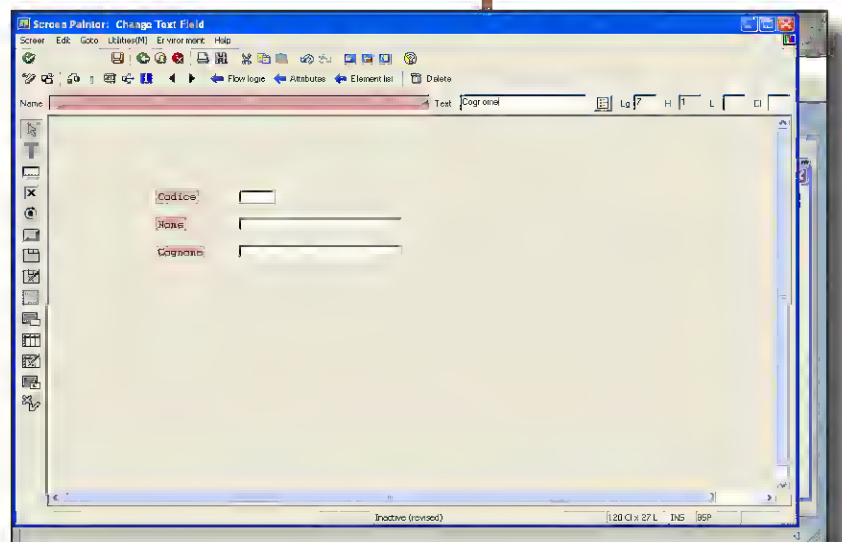 Screen Painter: Change Text Field
Screen Edit Goto Utilities(M) Environment Help
Flow logic Attributes Element list Delete
Name Text Cognome Lg 7 H 1 L Cl
Codice
Nome
Cognome
Inactive (revised) 120 Cl x 27 L INS